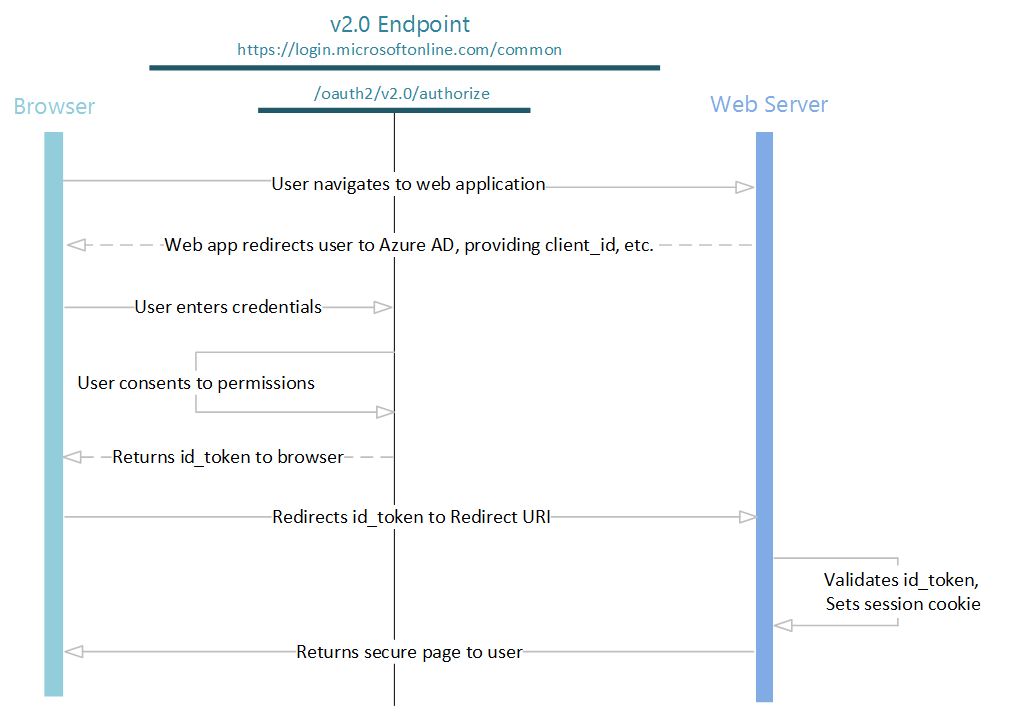 v2.0 Endpoint
https://login.microsoftonline.com/common
/oauth2/v2.0/authorize
Browser
Web Server
User navigates to web application
Web app redirects user to Azure AD, providing client_id, etc.
User enters credentials
User consents to permissions
Returns id_token to browser
Redirects id_token to Redirect URI
Validates id_token,
Sets session cookie
Returns secure page to user